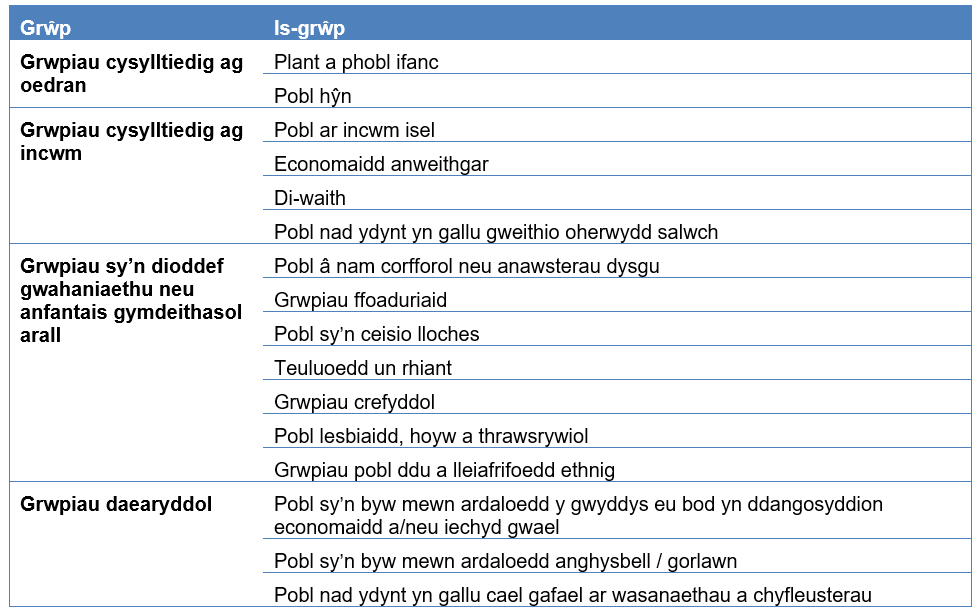 Grŵp Is-grŵp
Grwpiau cysylltiedig ag
oedran
Plant a phobl ifanc
Pobl hŷn
Grwpiau cysylltiedig ag
incwm
Pobl ar incwm isel
Economaidd anweithgar
Di-waith
Pobl nad ydynt yn gallu gweithio oherwydd salwch
Grwpiau sy’n dioddef
gwahaniaethu neu
anfantais gymdeithasol
arall
Pobl â nam corfforol neu anawsterau dysgu
Grwpiau ffoaduriaid
Pobl sy’n ceisio lloches
Teuluoedd un rhiant
Grwpiau crefyddol
Pobl lesbiaidd, hoyw a thrawsrywiol
Grwpiau pobl ddu a lleiafrifoedd ethnig
Grwpiau daearyddol
Pobl sy’n byw mewn ardaloedd y gwyddys eu bod yn ddangosyddion
economaidd a/neu iechyd gwael
Pobl sy’n byw mewn ardaloedd anghysbell / gorlawn
Pobl nad ydynt yn gallu cael gafael ar wasanaethau a chyfleusterau